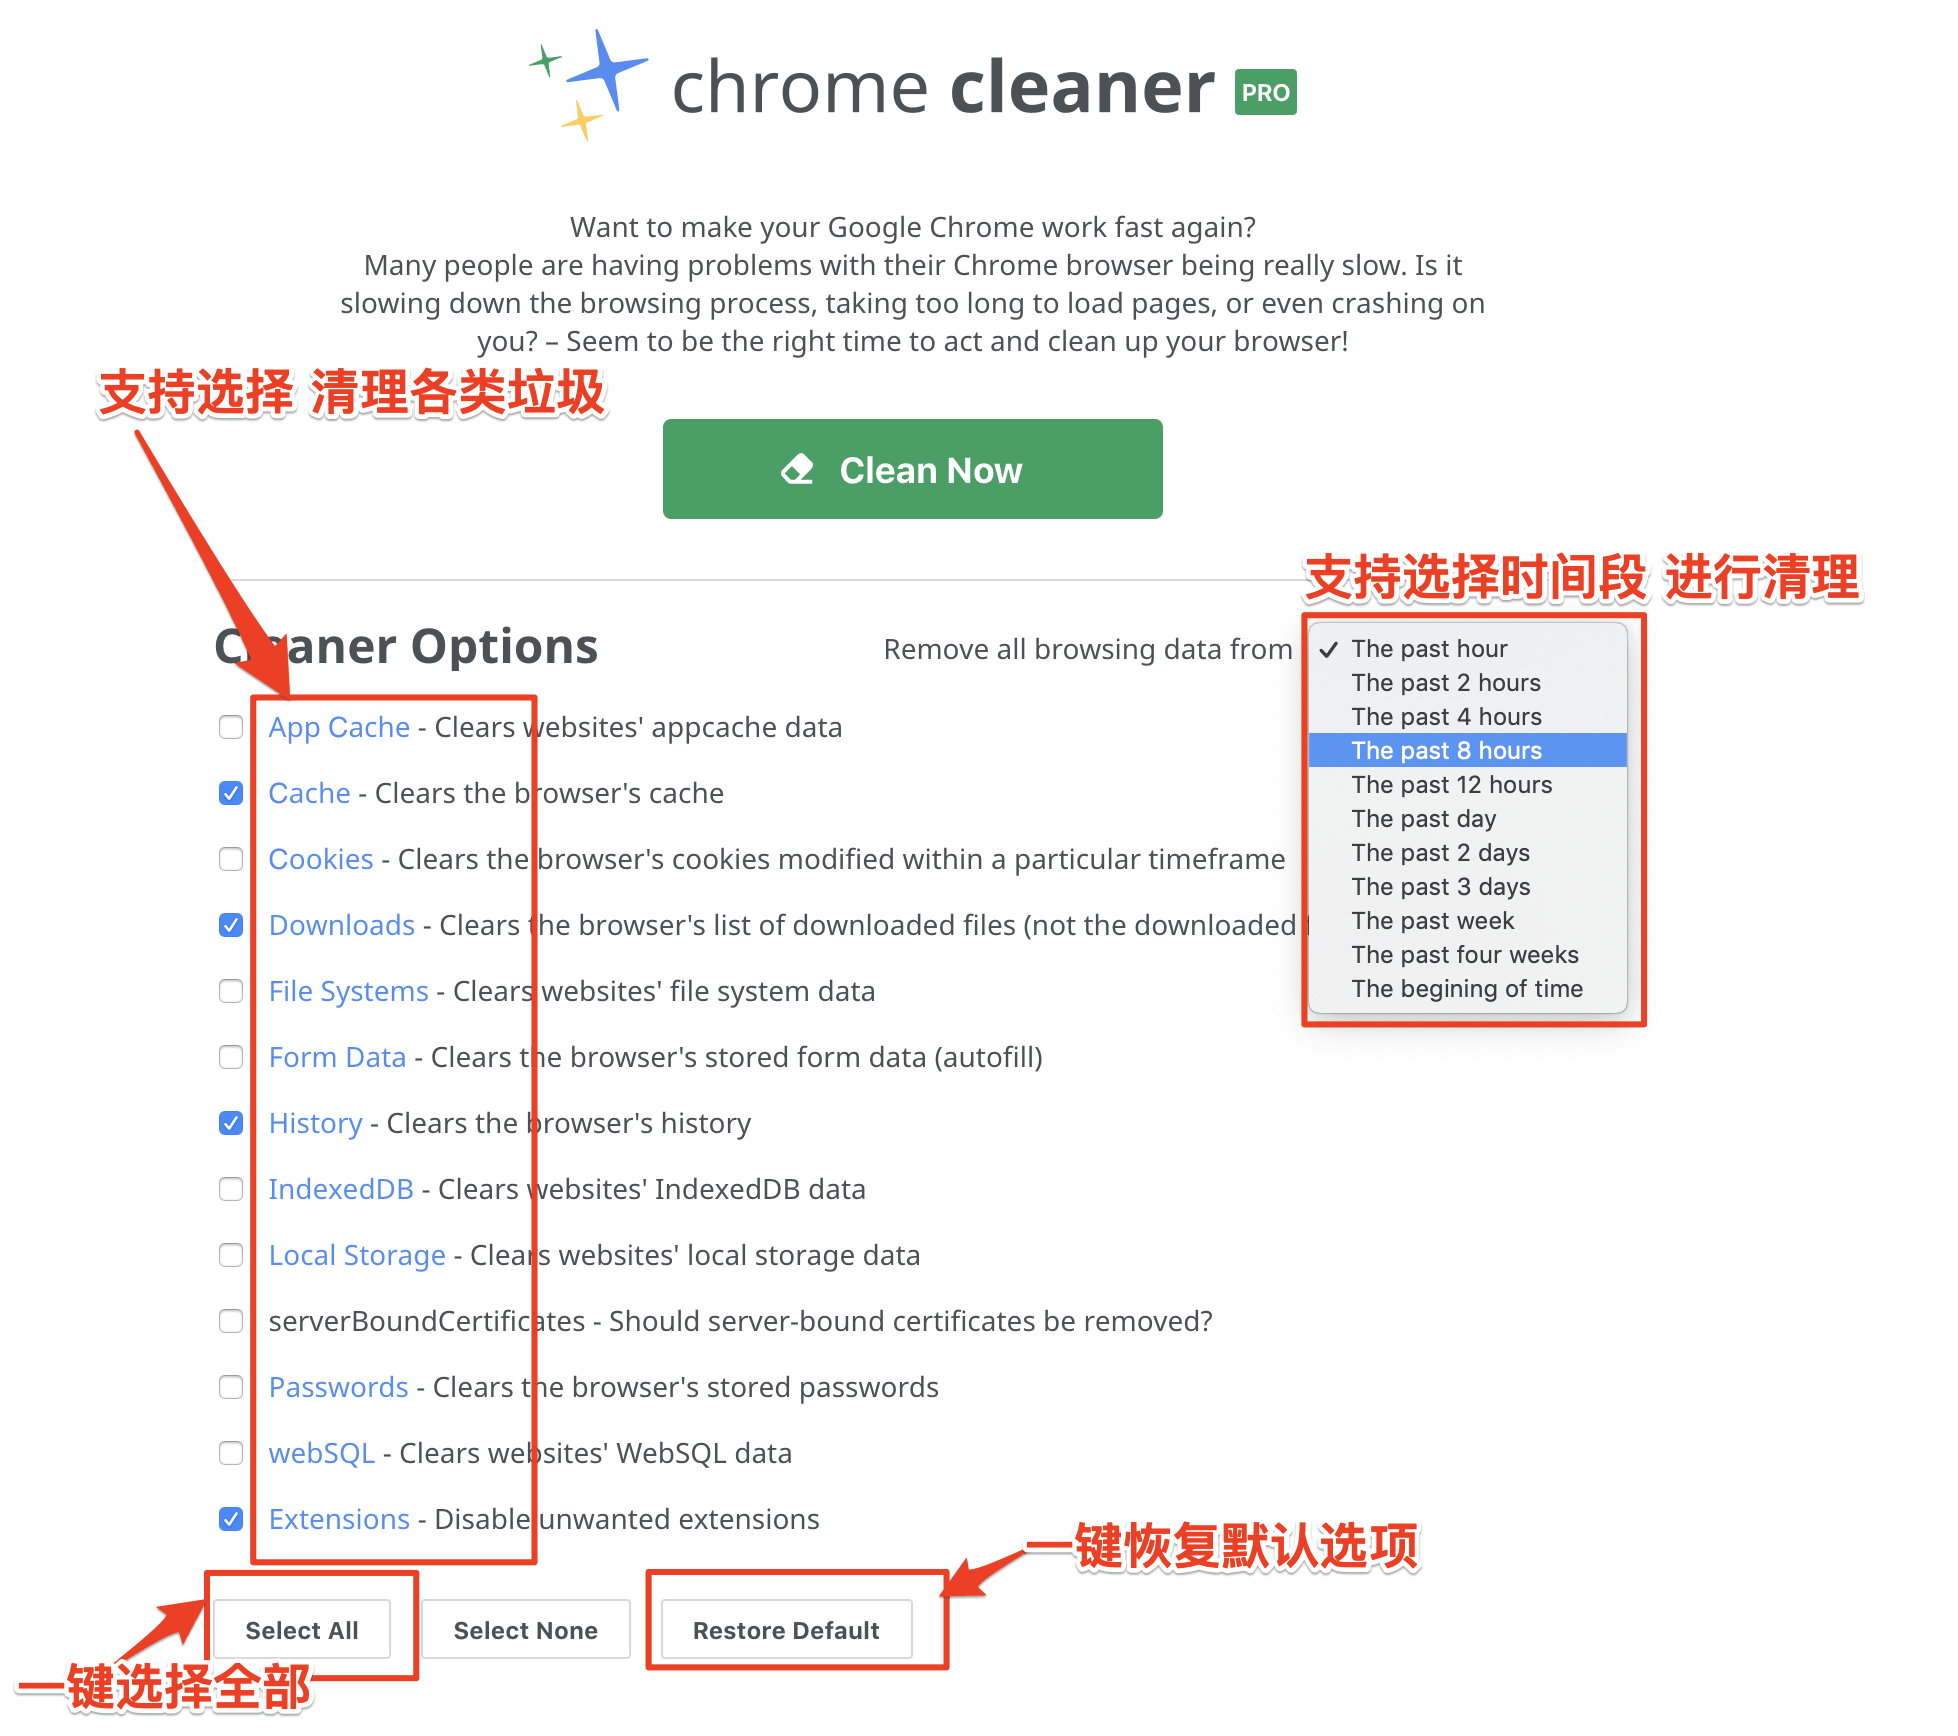 chrome cleaner PRO
Want to make your Google Chrome work fast again?
Many people are having problems with their Chrome browser being really slow. Is it
slowing down the browsing process, taking too long to load pages, or even crashing on
you? – Seem to be the right time to act and clean up your browser!
支持选择 清理各类垃圾
Clean Now
支持选择时间段 进行清理
Cleaner Options
Remove all browsing data from
✓ The past hour
The past 2 hours
The past 4 hours
The past 8 hours
The past 12 hours
The past day
The past 2 days
The past 3 days
The past week
The past four weeks
The begining of time
App Cache - Clears websites' appcache data
Cache - Clears the browser's cache
Cookies - Clears the browser's cookies modified within a particular timeframe
Downloads - Clears the browser's list of downloaded files (not the downloaded
File Systems - Clears websites' file system data
Form Data - Clears the browser's stored form data (autofill)
History - Clears the browser's history
IndexedDB - Clears websites' IndexedDB data
Local Storage - Clears websites' local storage data
serverBoundCertificates - Should server-bound certificates be removed?
Passwords - Clears the browser's stored passwords
webSQL - Clears websites' WebSQL data
Extensions - Disable unwanted extensions
一键恢复默认选项
Select All
Select None
Restore Default
一键选择全部